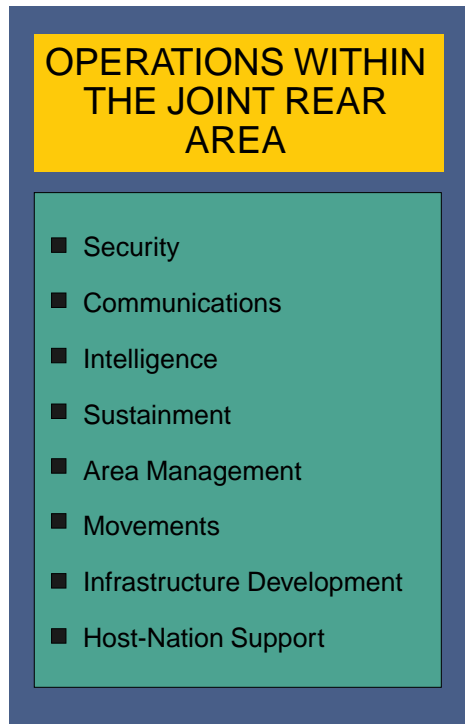 OPERATIONS WITHIN
THE JOINT REAR
AREA
Security
Communications
Intelligence
Sustainment
Area Management
Movements
Infrastructure Development
Host-Nation Support